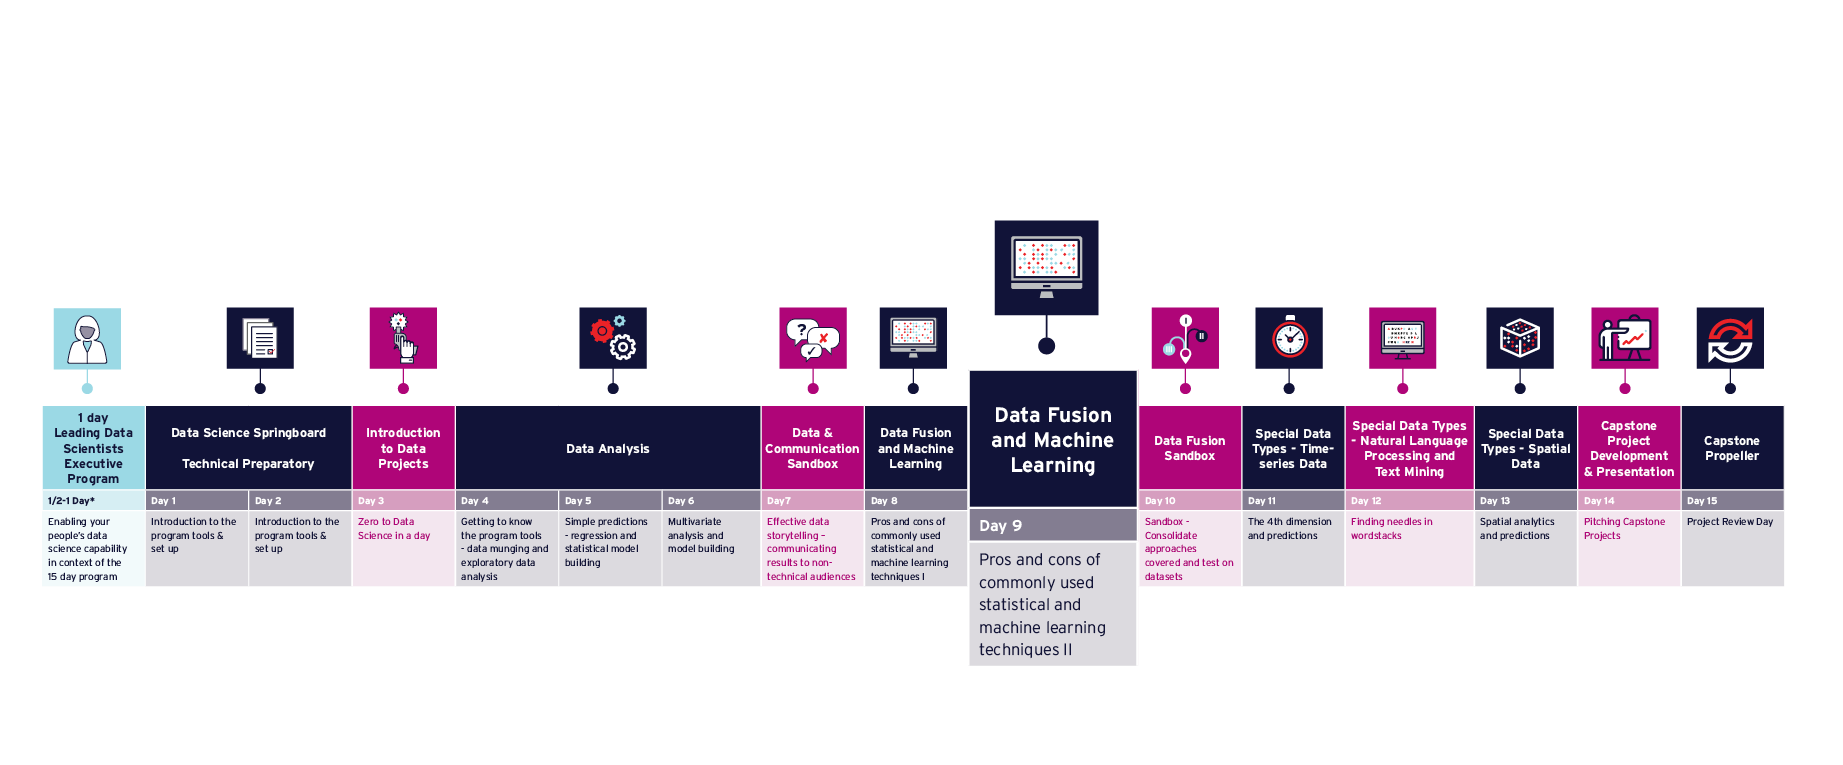 1 day
Leading Data
Scientists
Executive
Program
1/2-1 Day*
Enabling your
people's data
science capability
in context of the
15 day program
Data Science Springboard
Technical Preparatory
Day 1
Introduction to the
program tools &
set up
Day 2
Introduction to the
program tools &
set up
Introduction
to Data
Projects
Day 3
Zero to Data
Science in a day
Data Analysis
Day 4
Getting to know
the program tools
- data munging and
exploratory data
analysis
Day 5
Simple predictions
- regression and
statistical model
building
Day 6
Multivariate
analysis and
model building
?
Data &
Communication
Sandbox
Day7
Effective data
storytelling –
communicating
results to non-
technical audiences
Data Fusion
and Machine
Learning
Day 8
Pros and cons of
commonly used
statistical and
machine learning
techniques I
Data Fusion
and Machine
Learning
Day 9
Pros and cons of
commonly used
statistical and
machine learning
techniques II
I
II
III
Data Fusion
Sandbox
Day 10
Sandbox -
Consolidate
approaches
covered and test on
datasets
Special Data
Types - Time-
series Data
Day 11
The 4th dimension
and predictions
Special Data Types
- Natural Language
Processing and
Text Mining
Day 12
Finding needles in
wordstacks
Special Data
Types - Spatial
Data
Day 13
Spatial analytics
and predictions
Capstone
Project
Development
& Presentation
Day 14
Pitching Capstone
Projects
Capstone
Propeller
Day 15
Project Review Day